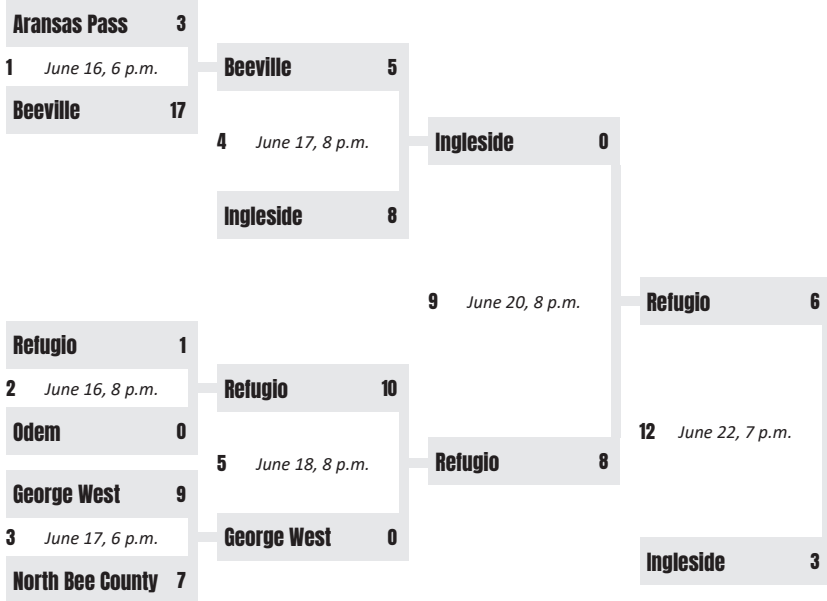 Aransas Pass 3
1 June 16, 6 p.m.
Beeville 17
Beeville 5
4 June 17, 8 p.m.
Ingleside 8
Ingleside 0
9 June 20, 8 p.m.
Refugio 8
Refugio 1
2 June 16, 8 p.m.
Odem 0
Refugio 10
5 June 18, 8 p.m.
George West 0
George West 9
3 June 17, 6 p.m.
North Bee County 7
Refugio 6
12 June 22, 7 p.m.
Ingleside 3